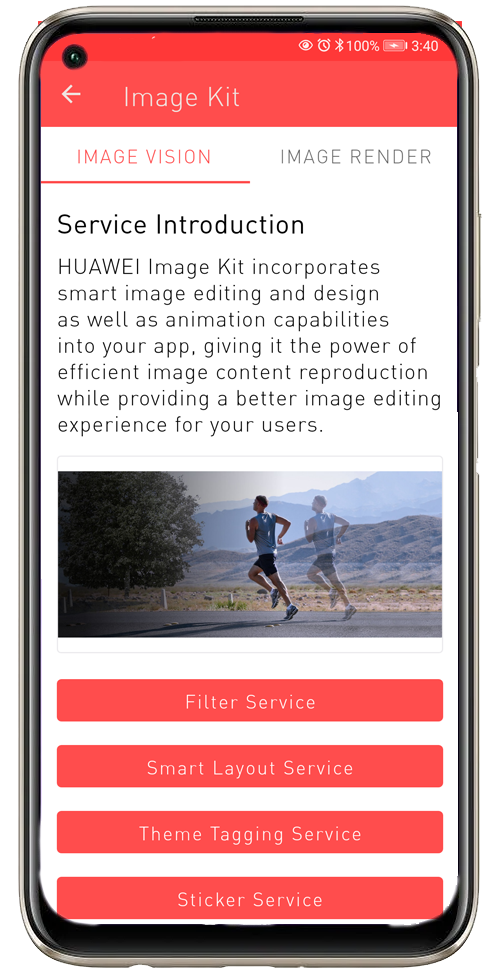 100% 3:40
Image Kit
IMAGE VISION IMAGE RENDER
Service Introduction
HUAWEI Image Kit incorporates
smart image editing and design
as well as animation capabilities
into your app, giving it the power of
efficient image content reproduction
while providing a better image editing
experience for your users.
Filter Service
Smart Layout Service
Theme Tagging Service
Sticker Service